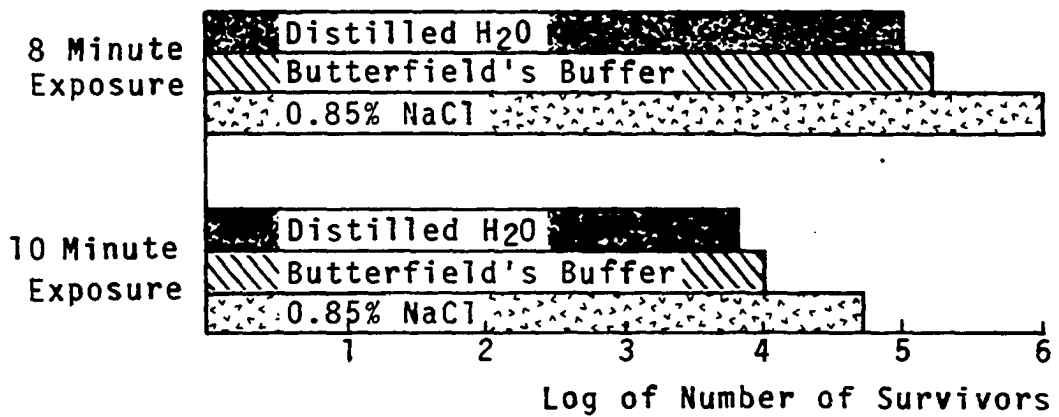 8 Minute
Exposure
Distilled H2O
Butterfield's Buffer
0.85% NaCl
10 Minute
Exposure
Distilled H2O
Butterfield's Buffer
0.85% NaCl
1 2 3 4 5 6
Log of Number of Survivors